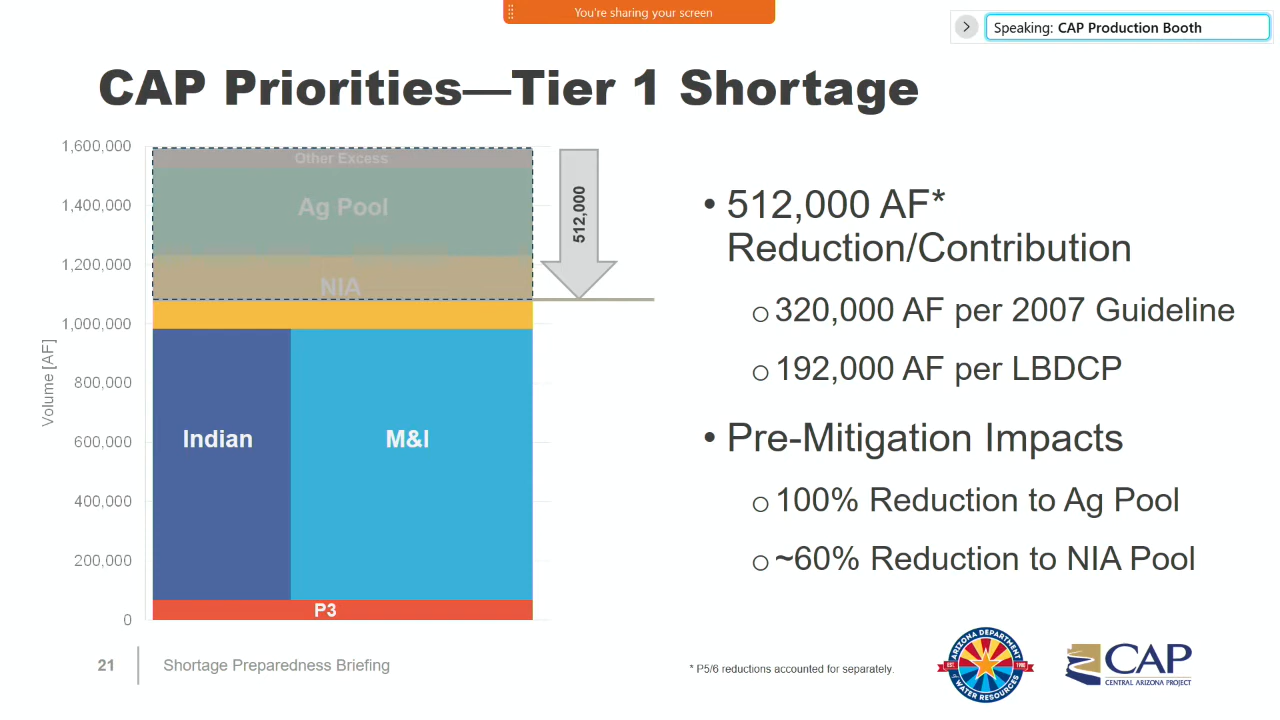 You're sharing your screen
Speaking: CAP Production Booth
CAP Priorities—Tier 1 Shortage
1,600,000
1,400,000
1,200,000
1,000,000
800,000
600,000
400,000
200,000
0
Volume [AF]
Other Excess
Ag Pool
NIA
Indian
M&I
P3
512,000
• 512,000 AF*
Reduction/Contribution
o 320,000 AF per 2007 Guideline
o 192,000 AF per LBDCP
• Pre-Mitigation Impacts
o 100% Reduction to Ag Pool
o ~60% Reduction to NIA Pool
21
Shortage Preparedness Briefing
* P5/6 reductions accounted for separately.
ARIZONA DEPARTMENT
EST. 1980
of WATER RESOURCES
CAP
CENTRAL ARIZONA PROJECT